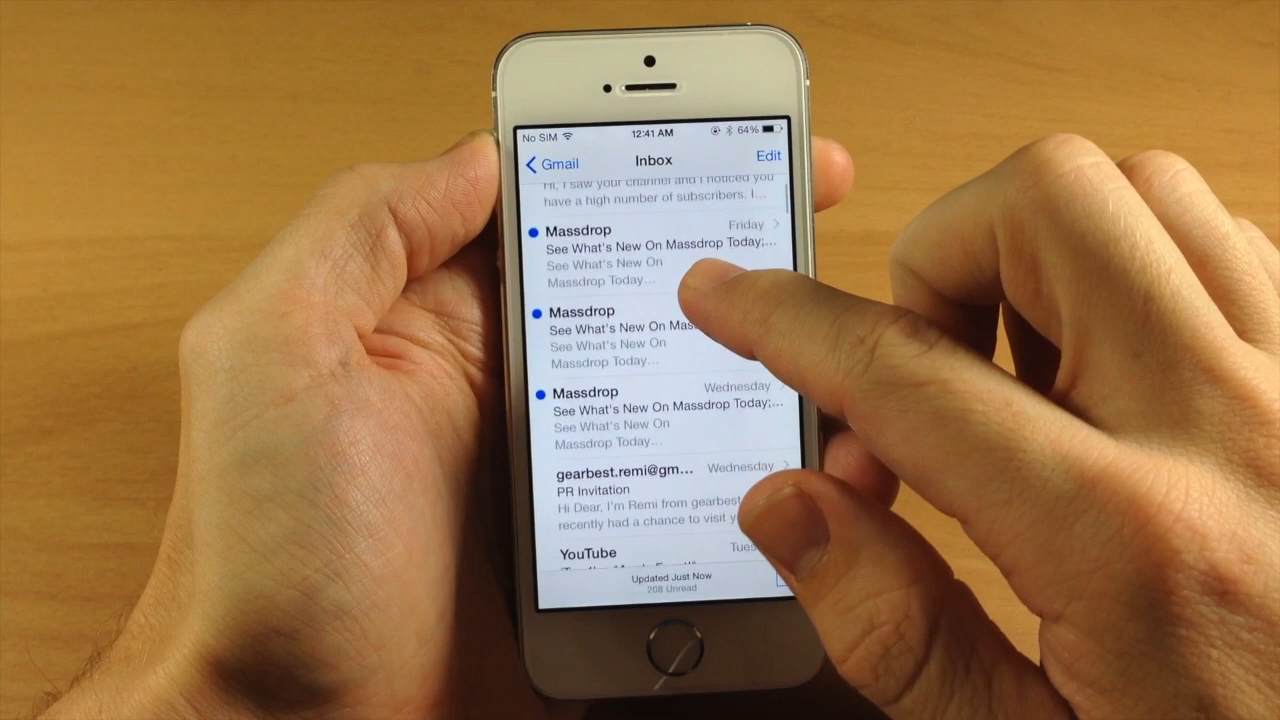 No SIM 12:41 AM 64%
Gmail Inbox Edit
Hi, I saw your channel and I noticed you
have a high number of subscribers. I...
Massdrop Friday
See What's New On Massdrop Today;...
See What's New On
Massdrop Today...
Massdrop
See What's New On
See What's New On
Massdrop Today...
Massdrop Wednesday
See What's New On Massdrop Today;...
See What's New On
Massdrop Today...
gearbest.remi@gm... Wednesday
PR Invitation
Hi Dear, I'm Remi from gearbest
recently had a chance to visit
YouTube
Updated Just Now
208 Unread